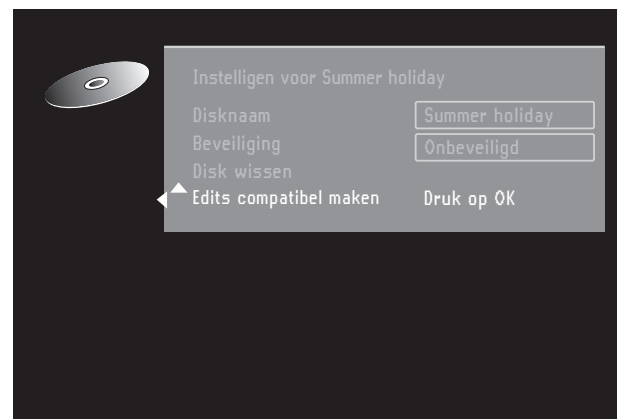 Instelligen voor Summer holiday
Disknaam Summer holiday
Beveiliging Onbeveiligd
Disk wissen
Edits compatibel maken Druk op OK